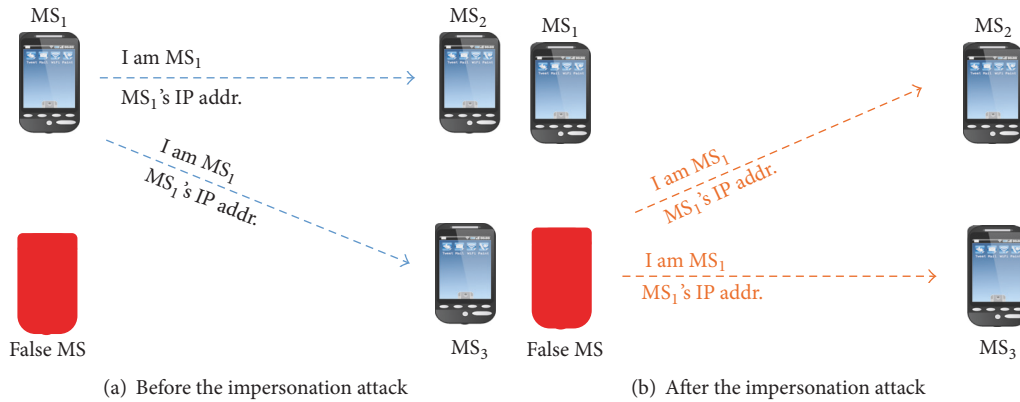 MS₁
I am MS₁
MS₁'s IP addr.
MS₂
I am MS₁
MS₁'s IP addr.
False MS
MS₃
(a) Before the impersonation attack
MS₁
MS₂
I am MS₁
MS₁'s IP addr.
I am MS₁
MS₁'s IP addr.
False MS
MS₃
(b) After the impersonation attack